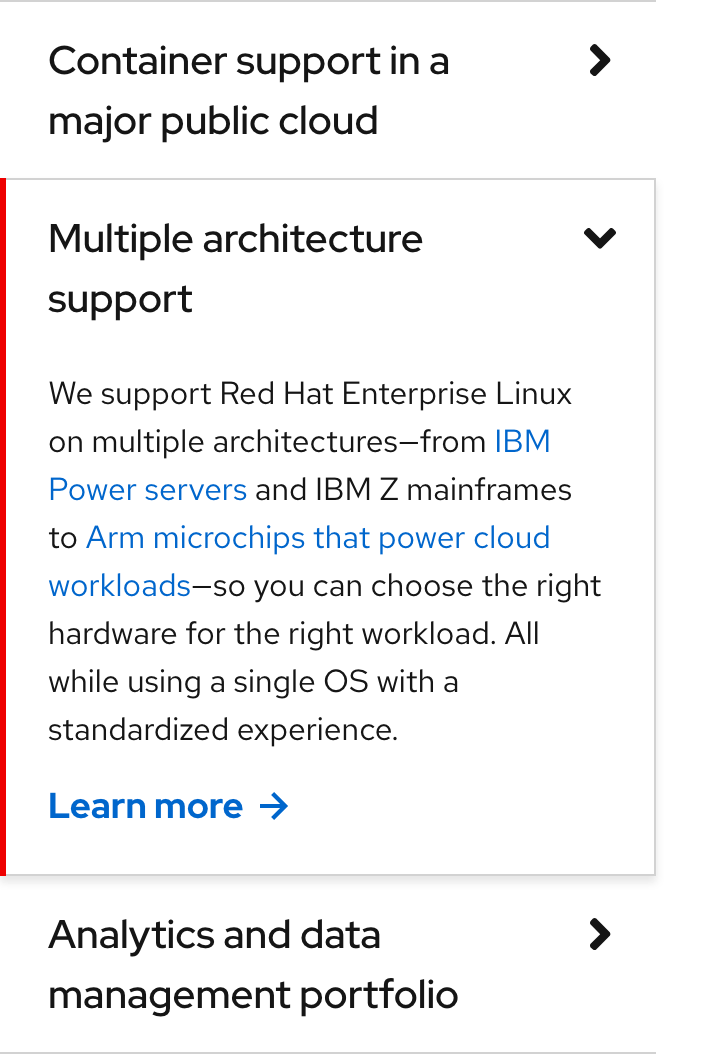 Container support in a
major public cloud
Multiple architecture
support
We support Red Hat Enterprise Linux
on multiple architectures—from IBM
Power servers and IBM Z mainframes
to Arm microchips that power cloud
workloads—so you can choose the right
hardware for the right workload. All
while using a single OS with a
standardized experience.
Learn more →
Analytics and data
management portfolio